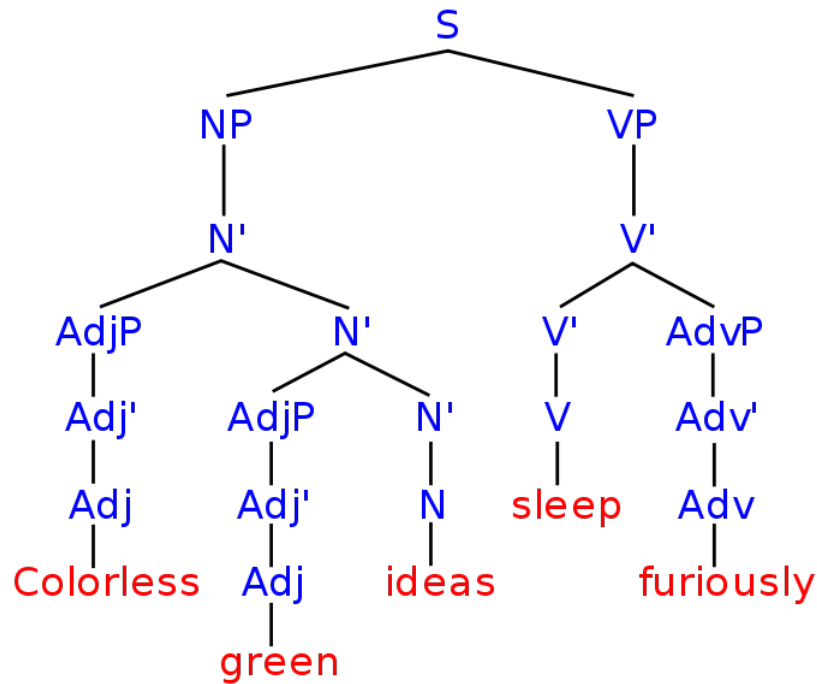 S
NP VP
N' V'
AdjP N' V' AdvP
Adj' AdjP N' V Adv'
Adj Adj' N sleep Adv
Colorless Adj ideas furiously
green